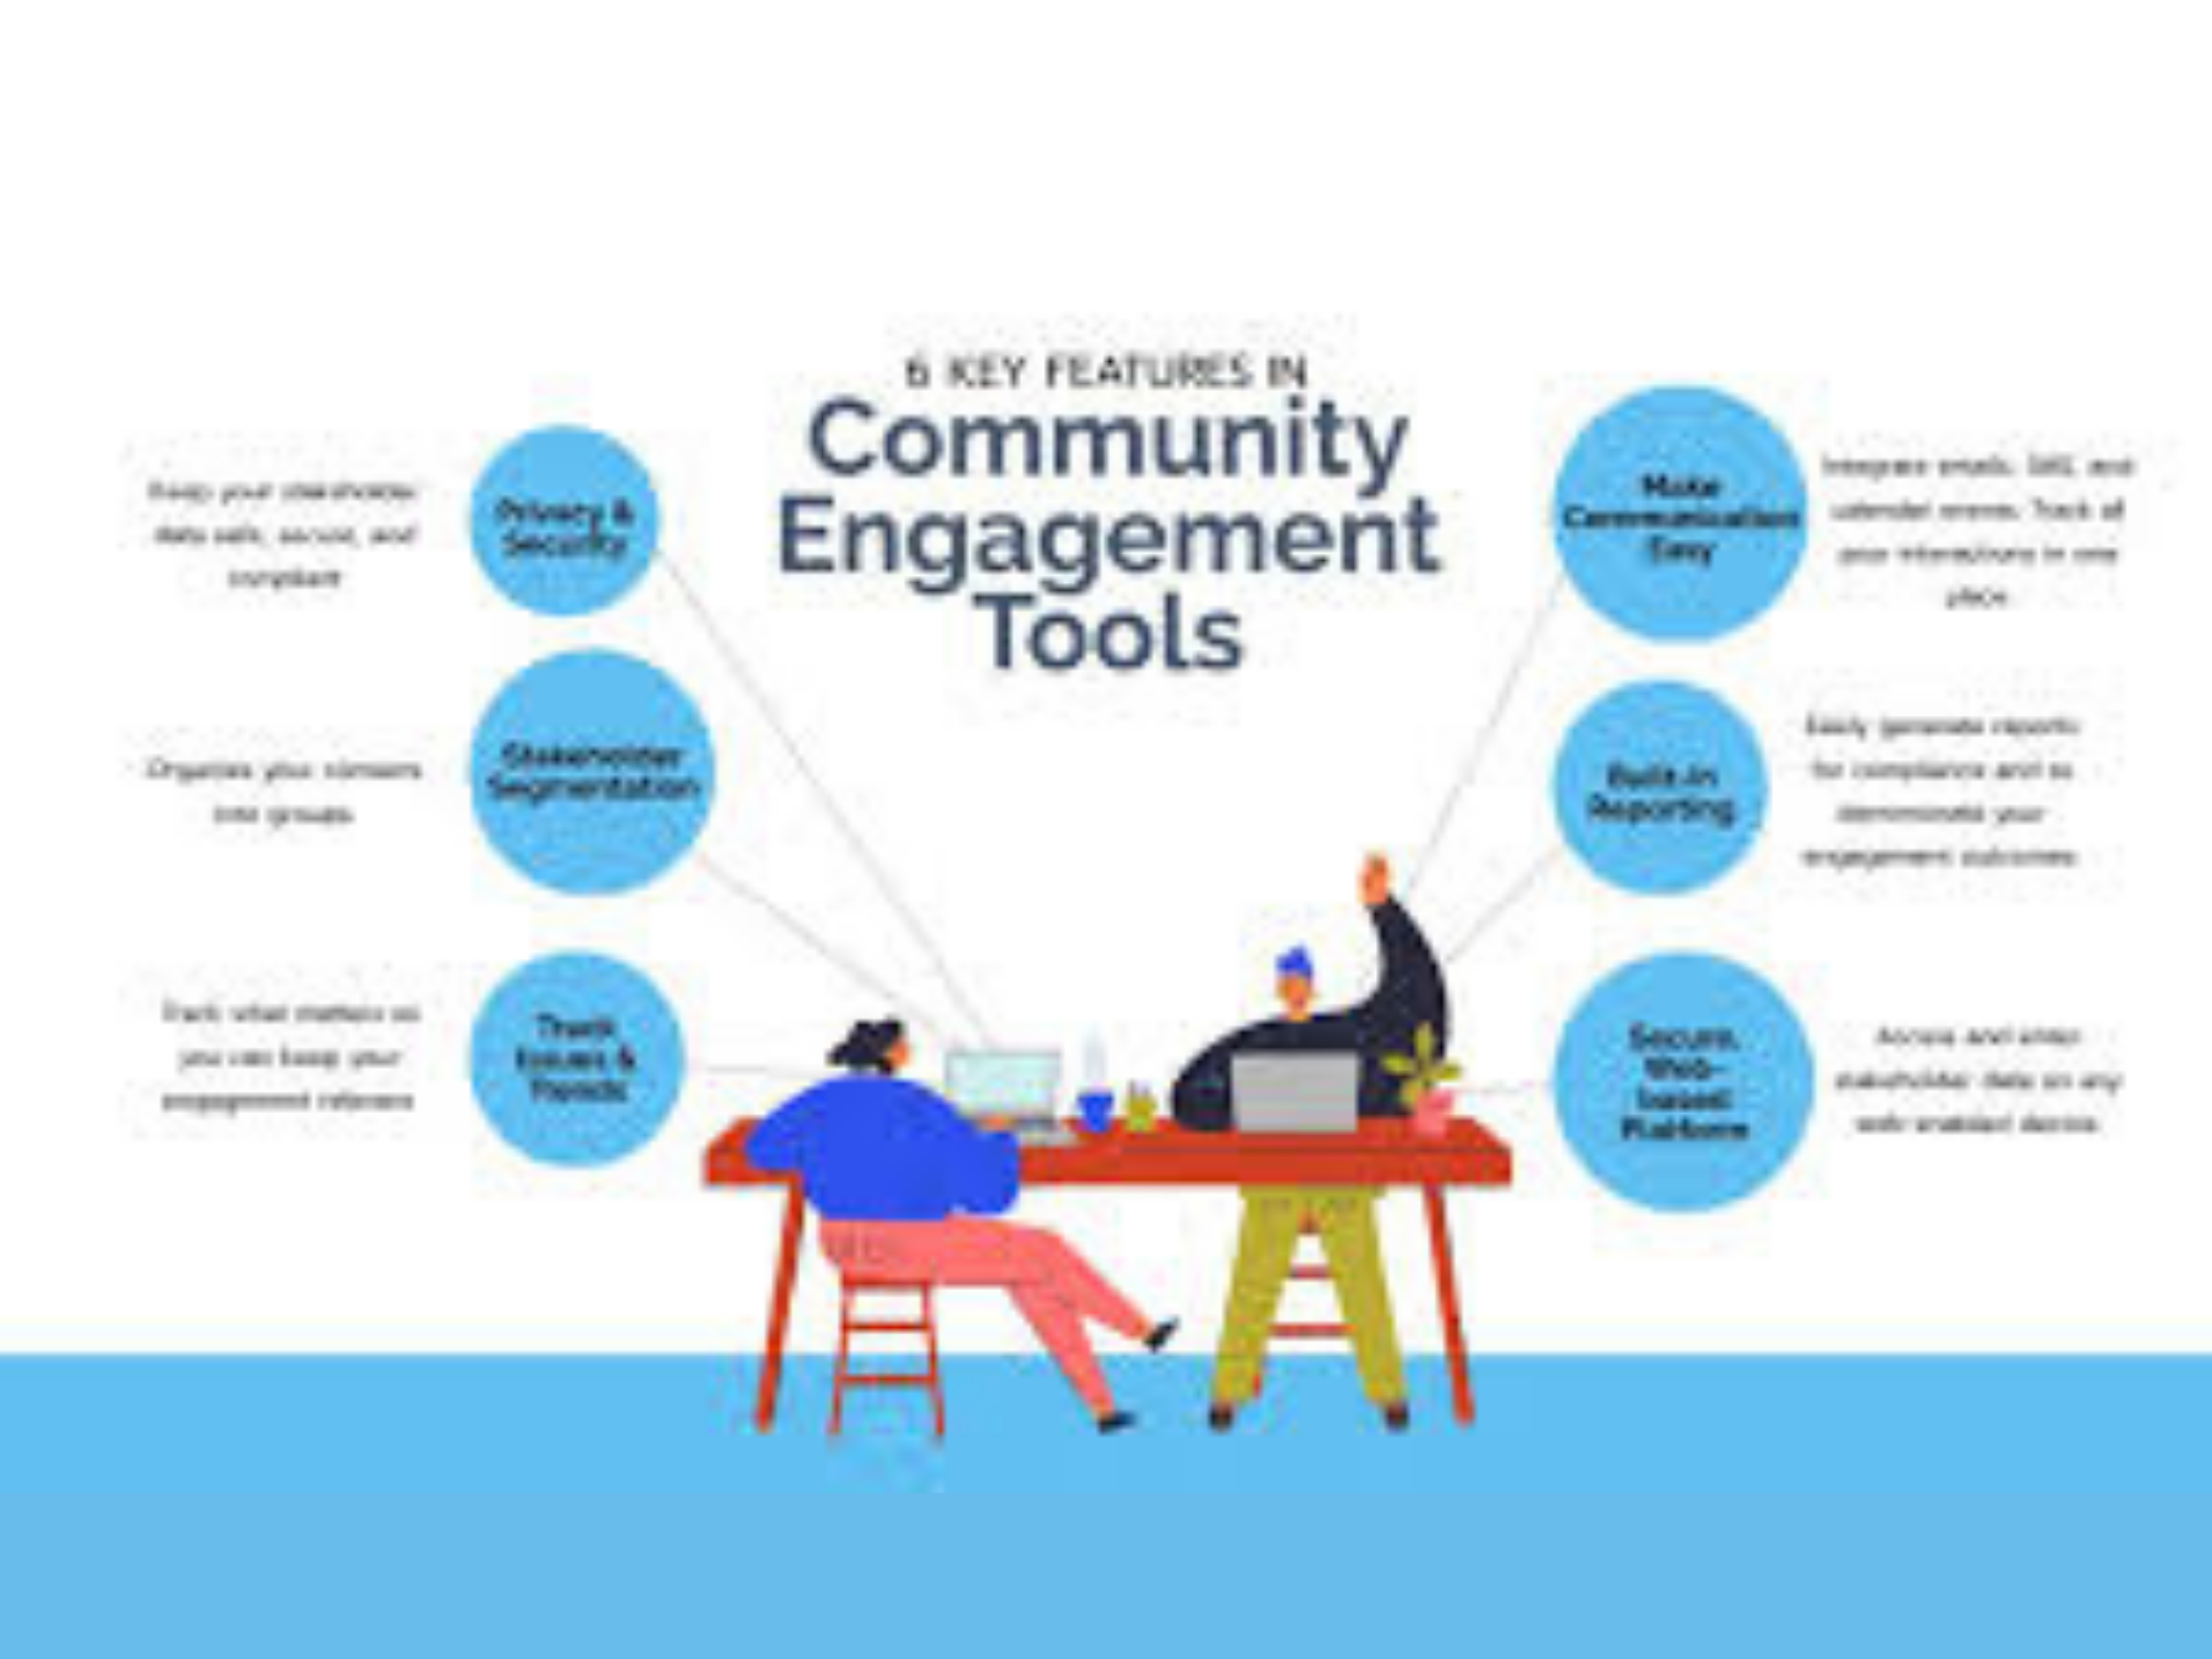 6 KEY FEATURES IN
Community
Engagement
Tools
Keep your stakeholder
data safe, secure, and
compliant
Privacy &
Security
Organize your contacts
into groups
Stakeholder
Segmentation
Track what matters so
you can keep your
engagement relevant
Track
Issues &
Trends
Make
Communication
Easy
Integrate emails, SMS, and
calendar events. Track all
your interactions in one
place.
Built-in
Reporting
Easily generate reports
for compliance and to
your
engagement outcomes
Secure,
Web-
based
Platform
Access and enter
stakeholder data on any
web-enabled device.